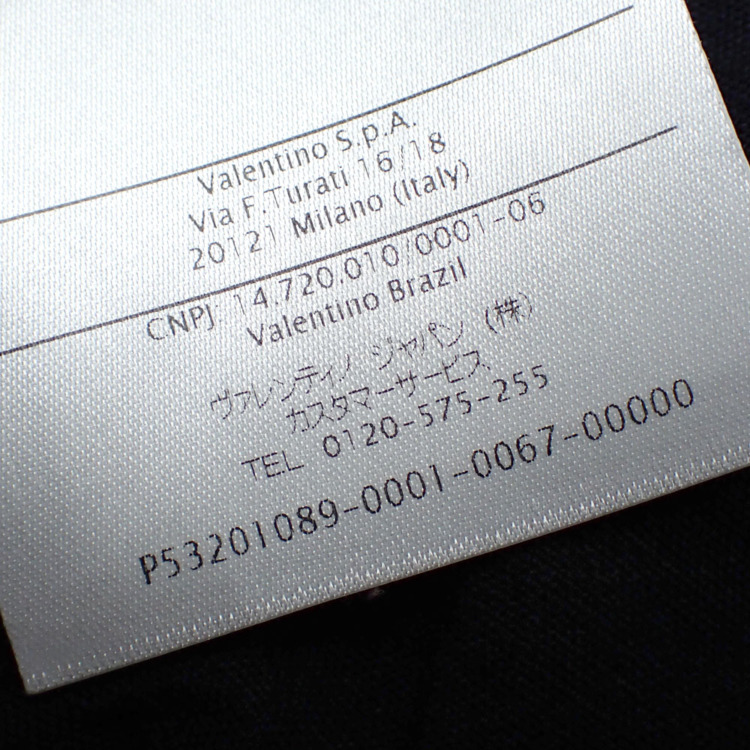 Valentino S.p.A.
Via F.Turati 16/18
20121 Milano (Italy)
CNPJ 14.720.010/0001-06
Valentino Brazil
ヴァレンティノ ジャパン (株)
カスタマーサービス
TEL 0120-575-255
P53201089-0001-0067-00000